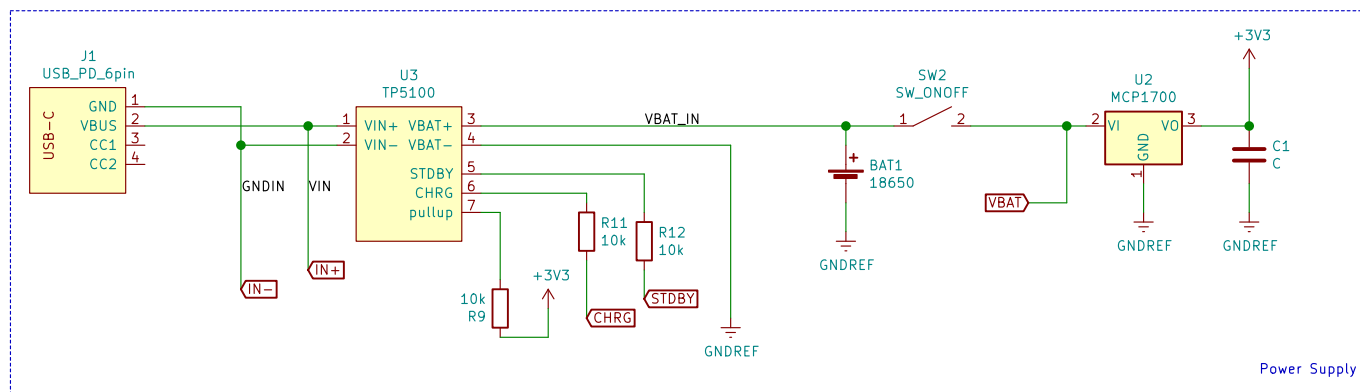 J1
USB_PD_6pin
USB-C
GND 1
VBUS 2
CC1 3
CC2 4
GNDIN
VIN
IN+
IN-
U3
TP5100
1 VIN+ VBAT+ 3
2 VIN- VBAT- 4
STDBY 5
CHRG 6
pullup 7
10k
R9
+3V3
R11
10k
CHRG
R12
10k
STDBY
GNDREF
VBAT_IN
BAT1
18650
+
GNDREF
SW2
SW_ONOFF
1 2
VBAT
U2
MCP1700
2 VI VO 3
GND
1
GNDREF
+3V3
C1
C
GNDREF
Power Supply